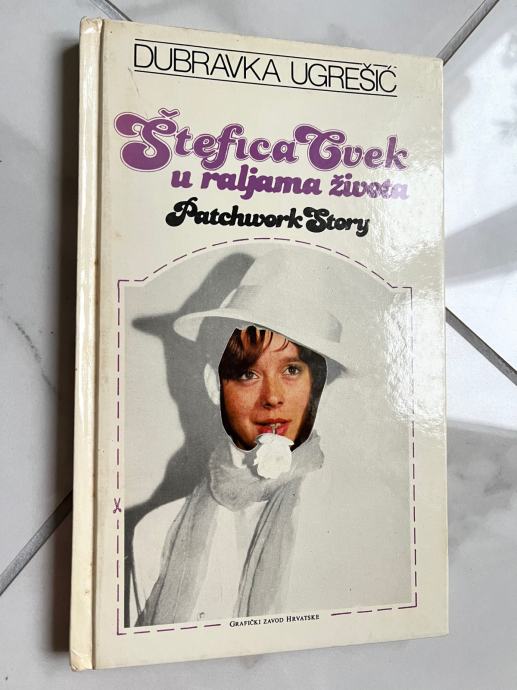 DUBRAVKA UGREŠIĆ
Štefica Cvek
u raljama života
Patchwork Story
GRAFIČKI ZAVOD HRVATSKE